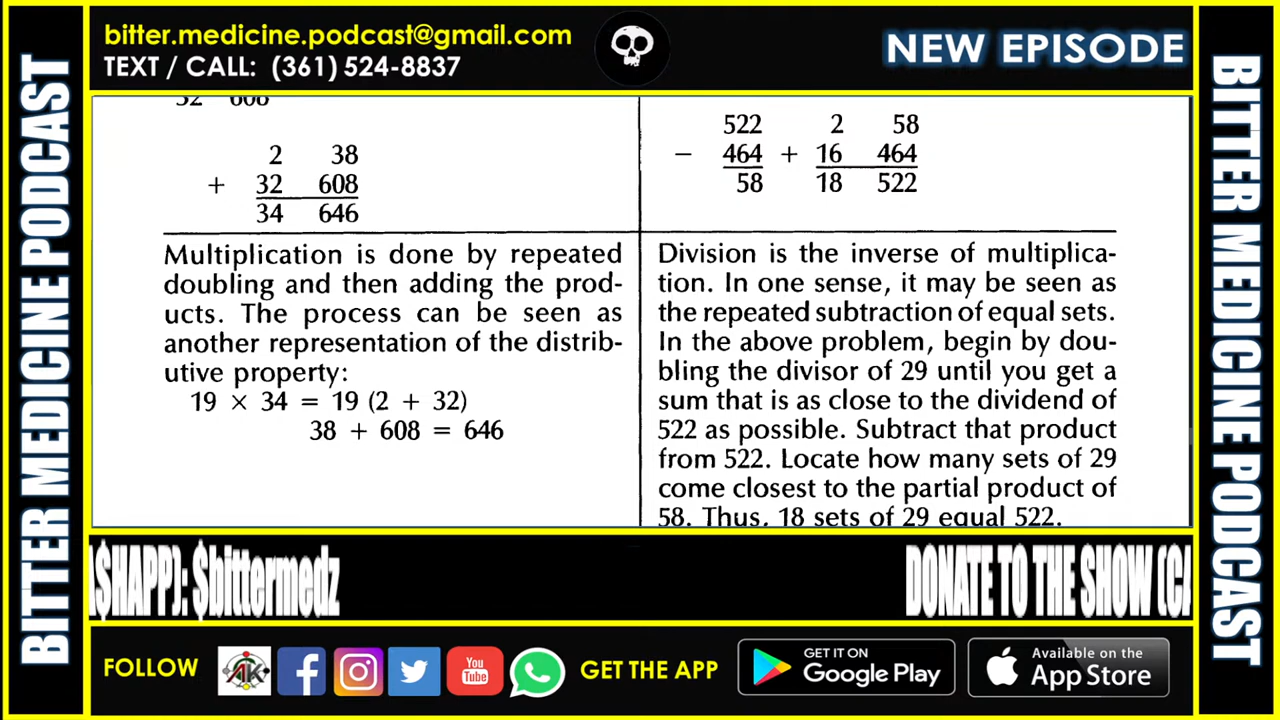 bitter.medicine.podcast@gmail.com
TEXT / CALL: (361) 524-8837
NEW EPISODE
BITTER MEDICINE PODCAST
32 608
2 38
+ 32 608
34 646
Multiplication is done by repeated
doubling and then adding the prod-
ucts. The process can be seen as
another representation of the distrib-
utive property:
19 × 34 = 19 (2 + 32)
38 + 608 = 646
522 2 58
− 464 + 16 464
58 18 522
Division is the inverse of multiplica-
tion. In one sense, it may be seen as
the repeated subtraction of equal sets.
In the above problem, begin by dou-
bling the divisor of 29 until you get a
sum that is as close to the dividend of
522 as possible. Subtract that product
from 522. Locate how many sets of 29
come closest to the partial product of
58. Thus, 18 sets of 29 equal 522.
BITTER MEDICINE PODCAST
($HAPP): $bittermedz
DONATE TO THE SHOW (CA
FOLLOW
You
Tube
GET THE APP
GET IT ON
Google Play
Available on the
App Store